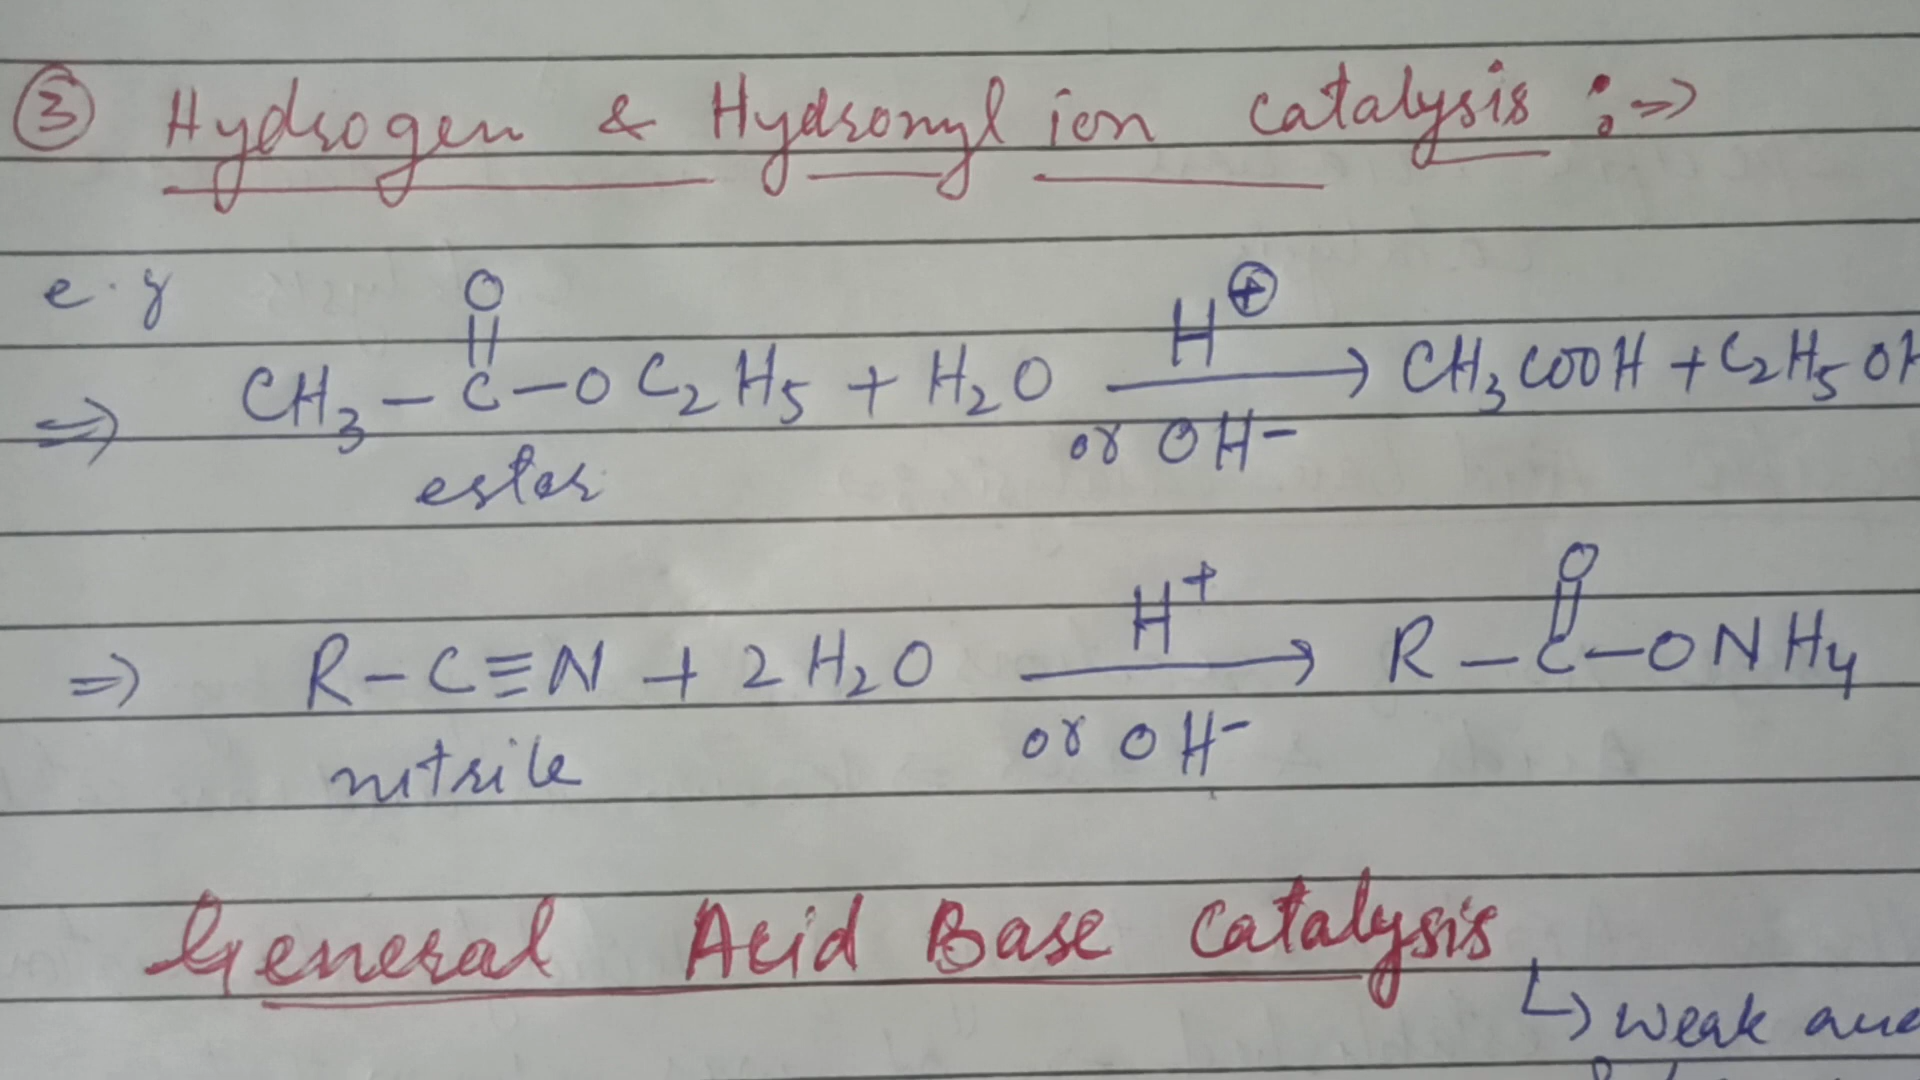 ③ Hydrogen & Hydronyl ion catalysis :⇒
e.g
O
||
⇒ CH₃ – C – O C₂H₅ + H₂O ⟶ CH₃COOH + C₂H₅OH
H⊕
or OH–
ester
O
||
⇒ R – C ≡ N + 2H₂O ⟶ R – C – ONH₄
H⁺
or OH–
nitrile
General Acid Base Catalysis
↳ weak